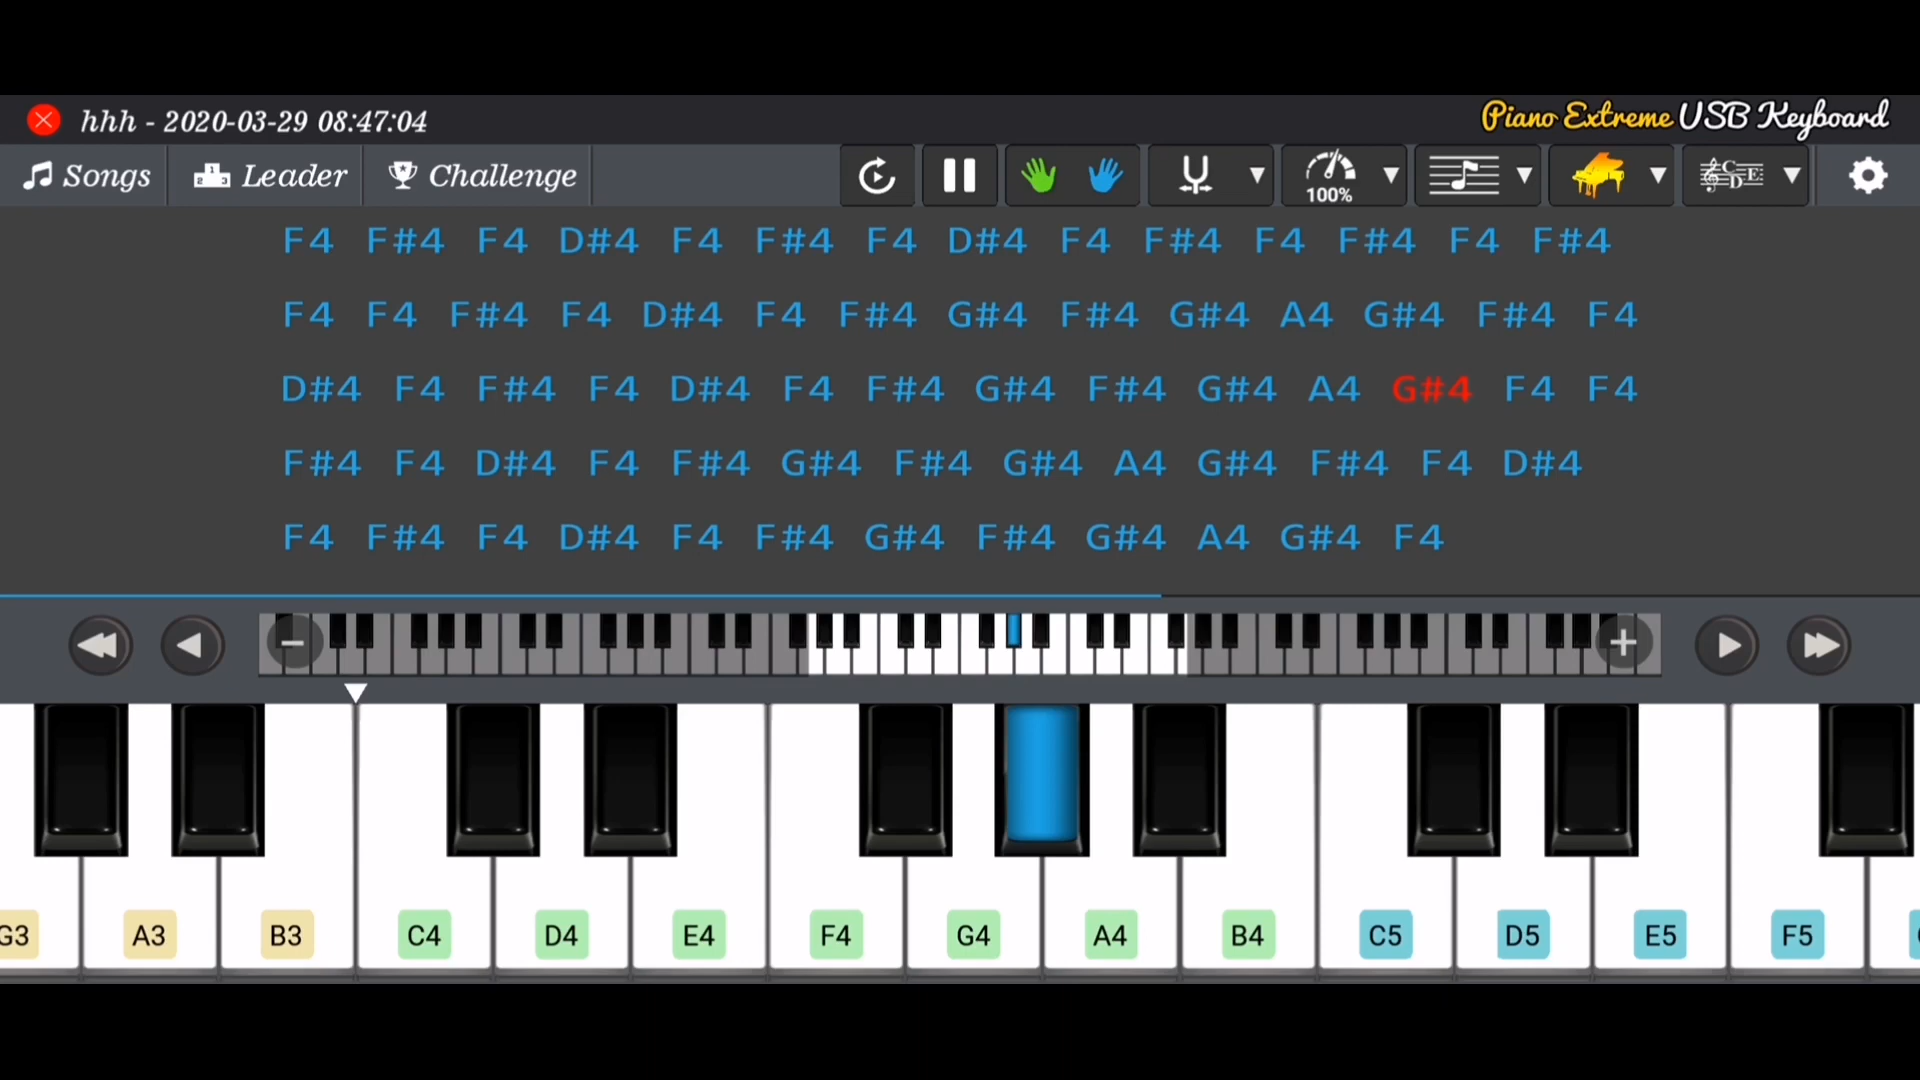 hhh - 2020-03-29 08:47:04
Piano Extreme USB Keyboard
Songs
Leader
Challenge
100%
F4 F#4 F4 D#4 F4 F#4 F4 D#4 F4 F#4 F4 F#4 F4 F#4
F4 F4 F#4 F4 D#4 F4 F#4 G#4 F#4 G#4 A4 G#4 F#4 F4
D#4 F4 F#4 F4 D#4 F4 F#4 G#4 F#4 G#4 A4 G#4 F4 F4
F#4 F4 D#4 F4 F#4 G#4 F#4 G#4 A4 G#4 F#4 F4 D#4
F4 F#4 F4 D#4 F4 F#4 G#4 F#4 G#4 A4 G#4 F4
G3 A3 B3 C4 D4 E4 F4 G4 A4 B4 C5 D5 E5 F5